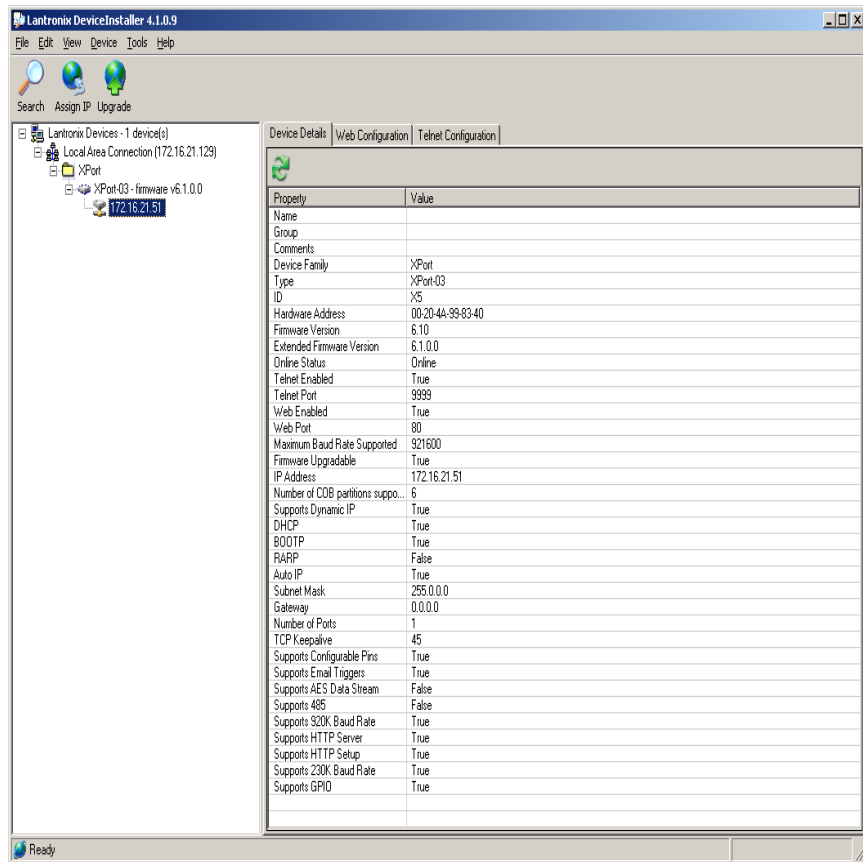 Lantronix DeviceInstaller 4.1.0.9
File Edit View Device Tools Help
Search Assign IP Upgrade
Lantronix Devices - 1 device(s)
Local Area Connection (172.16.21.129)
XPort
XPort-03 - firmware v6.1.0.0
172.16.21.51
Device Details Web Configuration Telnet Configuration
Property Value
Name
Group
Comments
Device Family XPort
Type XPort-03
ID X5
Hardware Address 00-20-4A-99-83-40
Firmware Version 6.10
Extended Firmware Version 6.1.0.0
Online Status Online
Telnet Enabled True
Telnet Port 9999
Web Enabled True
Web Port 80
Maximum Baud Rate Supported 921600
Firmware Upgradable True
IP Address 172.16.21.51
Number of COB partitions suppo... 6
Supports Dynamic IP True
DHCP True
BOOTP True
RARP False
Auto IP True
Subnet Mask 255.0.0.0
Gateway 0.0.0.0
Number of Ports 1
TCP Keepalive 45
Supports Configurable Pins True
Supports Email Triggers True
Supports AES Data Stream False
Supports 485 False
Supports 920K Baud Rate True
Supports HTTP Server True
Supports HTTP Setup True
Supports 230K Baud Rate True
Supports GPIO True
Ready